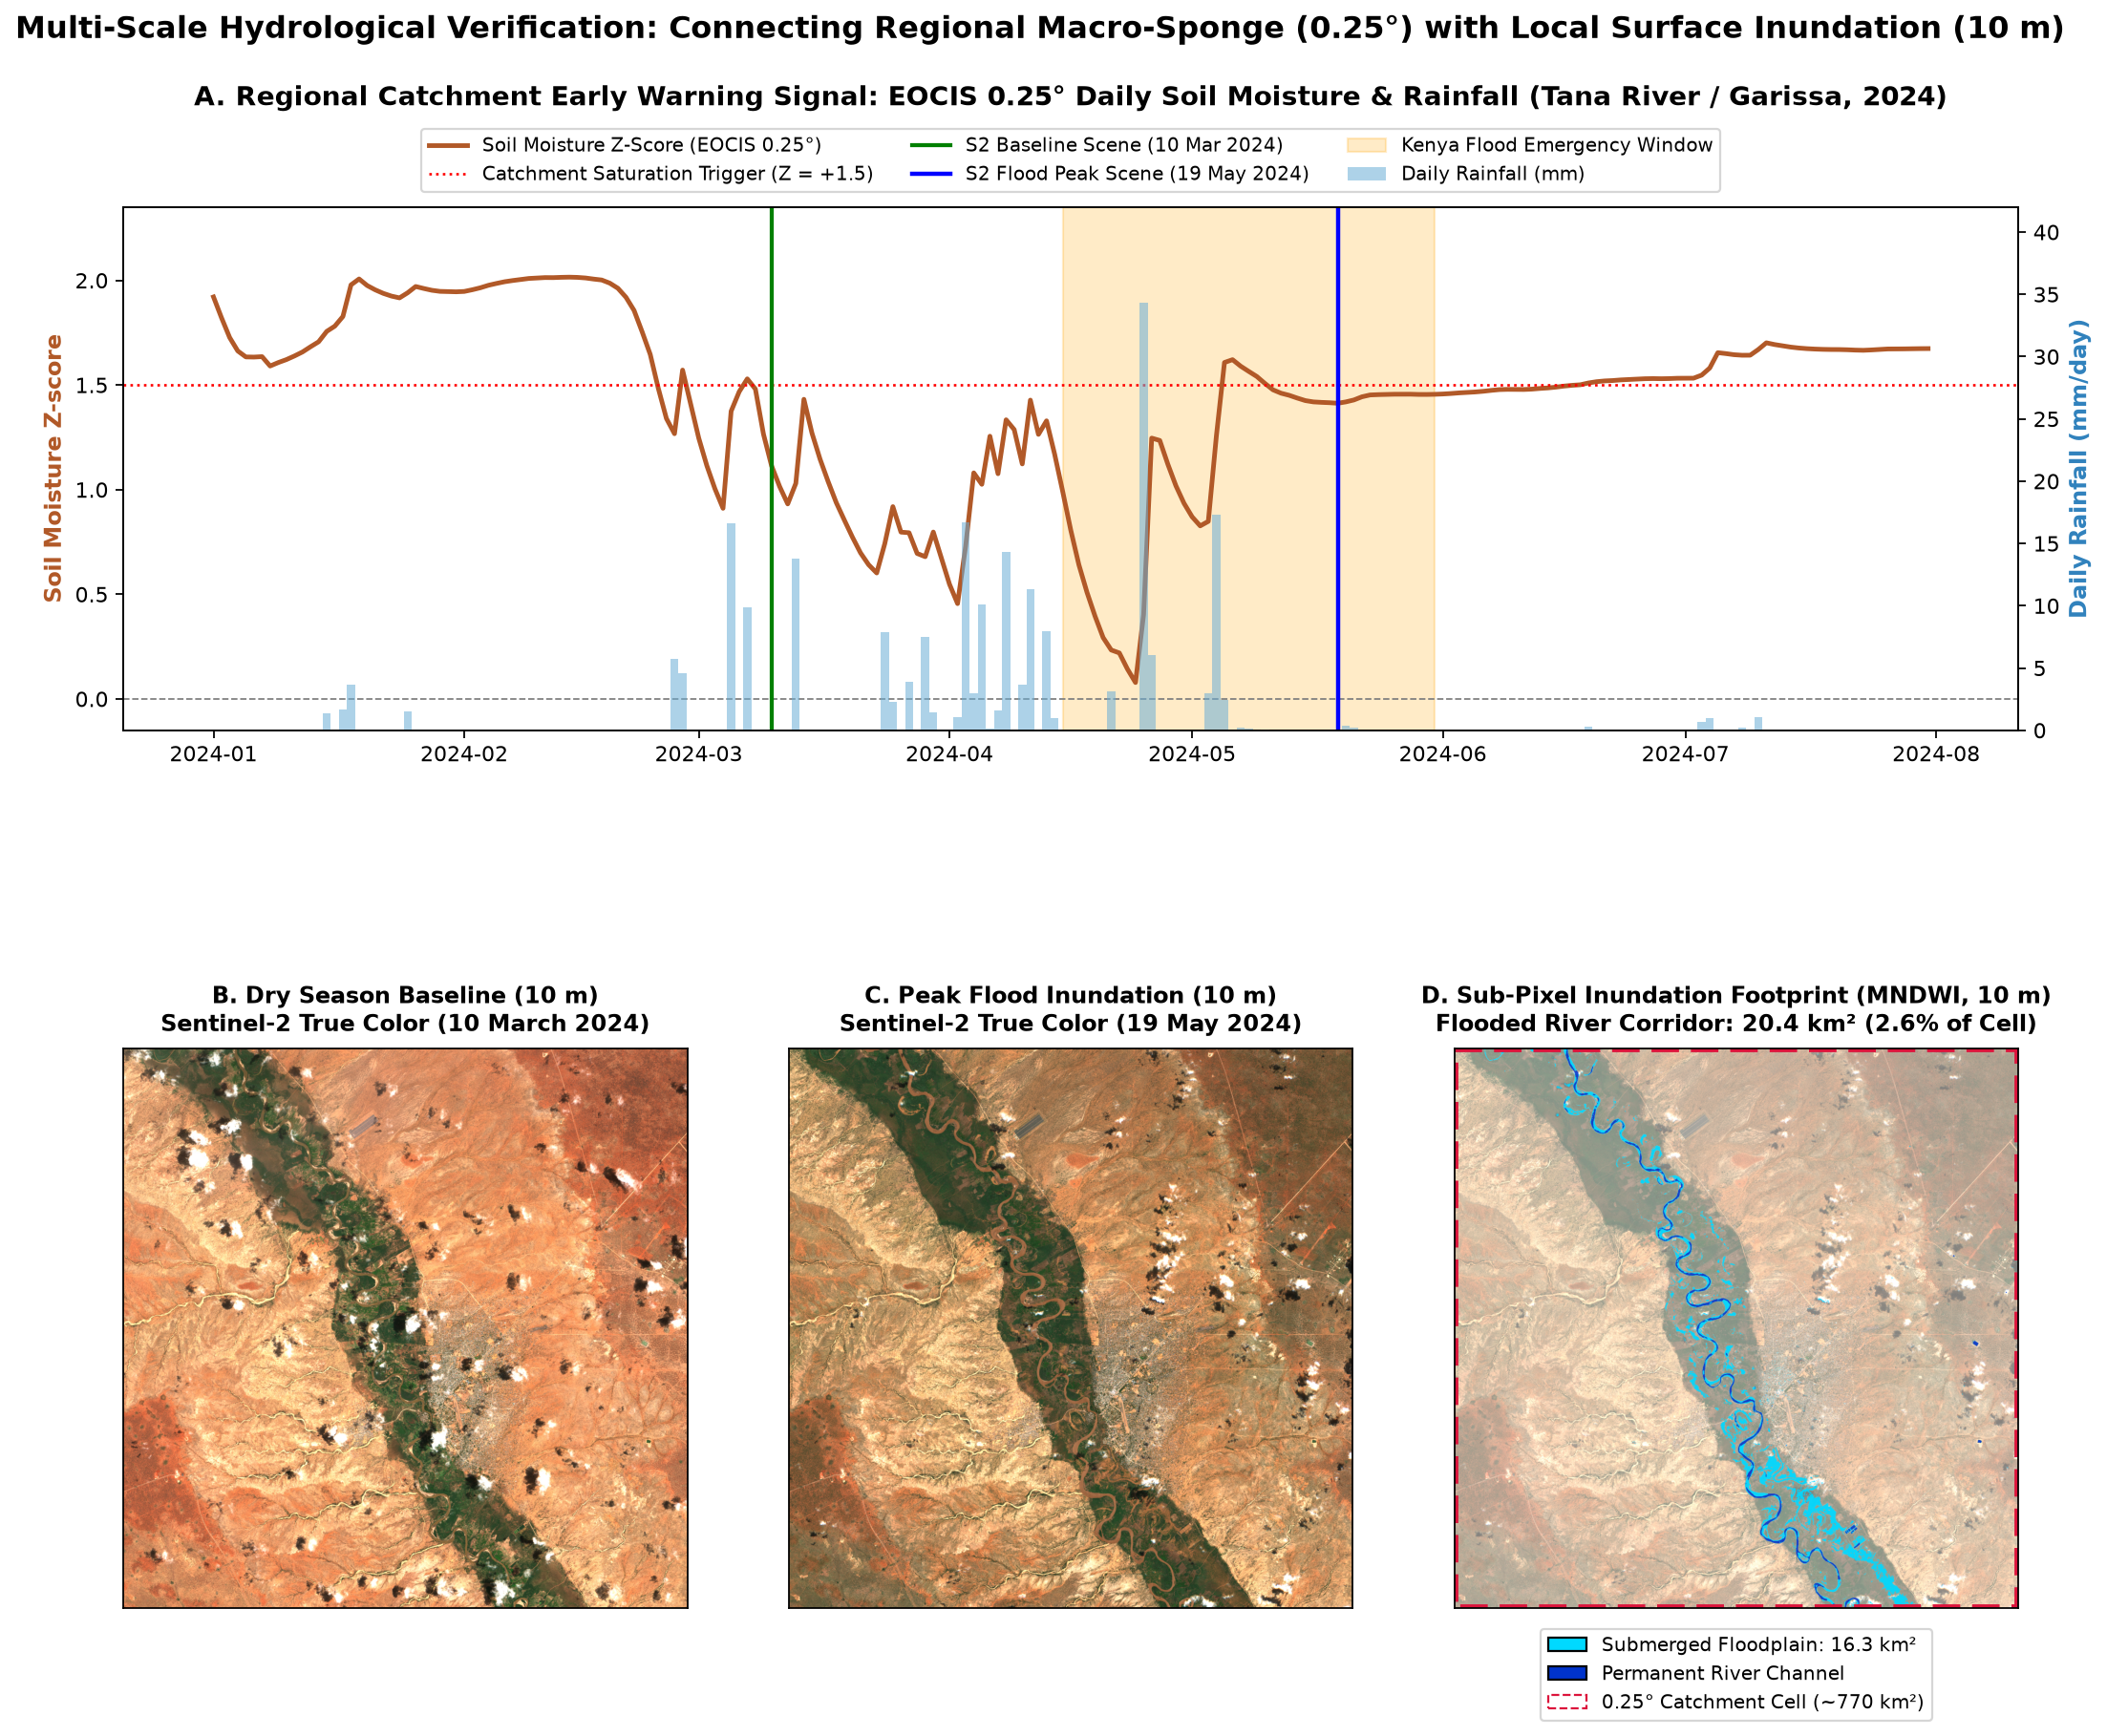 Multi-Scale Hydrological Verification: Connecting Regional Macro-Sponge (0.25°) with Local Surface Inundation (10 m)
A. Regional Catchment Early Warning Signal: EOCIS 0.25° Daily Soil Moisture & Rainfall (Tana River / Garissa, 2024)
Soil Moisture Z-Score (EOCIS 0.25°)
Catchment Saturation Trigger (Z = +1.5)
S2 Baseline Scene (10 Mar 2024)
S2 Flood Peak Scene (19 May 2024)
Kenya Flood Emergency Window
Daily Rainfall (mm)
Soil Moisture Z-score
2.0
1.5
1.0
0.5
0.0
40
35
30
25
20
15
10
5
0
Daily Rainfall (mm/day)
2024-01 2024-02 2024-03 2024-04 2024-05 2024-06 2024-07 2024-08
B. Dry Season Baseline (10 m)
Sentinel-2 True Color (10 March 2024)
C. Peak Flood Inundation (10 m)
Sentinel-2 True Color (19 May 2024)
D. Sub-Pixel Inundation Footprint (MNDWI, 10 m)
Flooded River Corridor: 20.4 km² (2.6% of Cell)
Submerged Floodplain: 16.3 km²
Permanent River Channel
0.25° Catchment Cell (~770 km²)